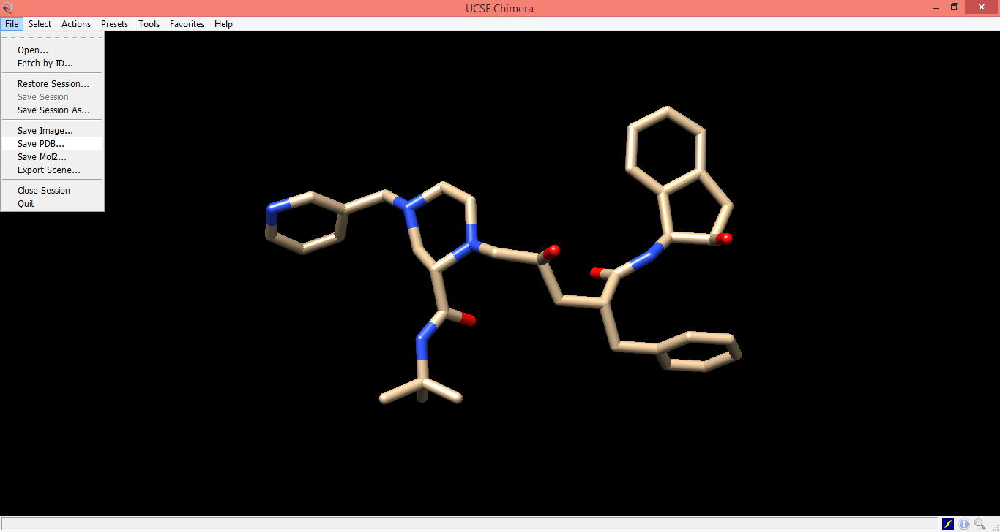 UCSF Chimera
File Select Actions Presets Tools Favorites Help
Open...
Fetch by ID...
Restore Session...
Save Session
Save Session As...
Save Image...
Save PDB...
Save Mol2...
Export Scene...
Close Session
Quit